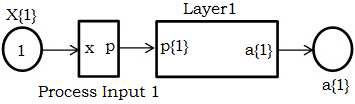 X{1}
Layer1
1
x p
p{1}
a{1}
Process Input 1
a{1}